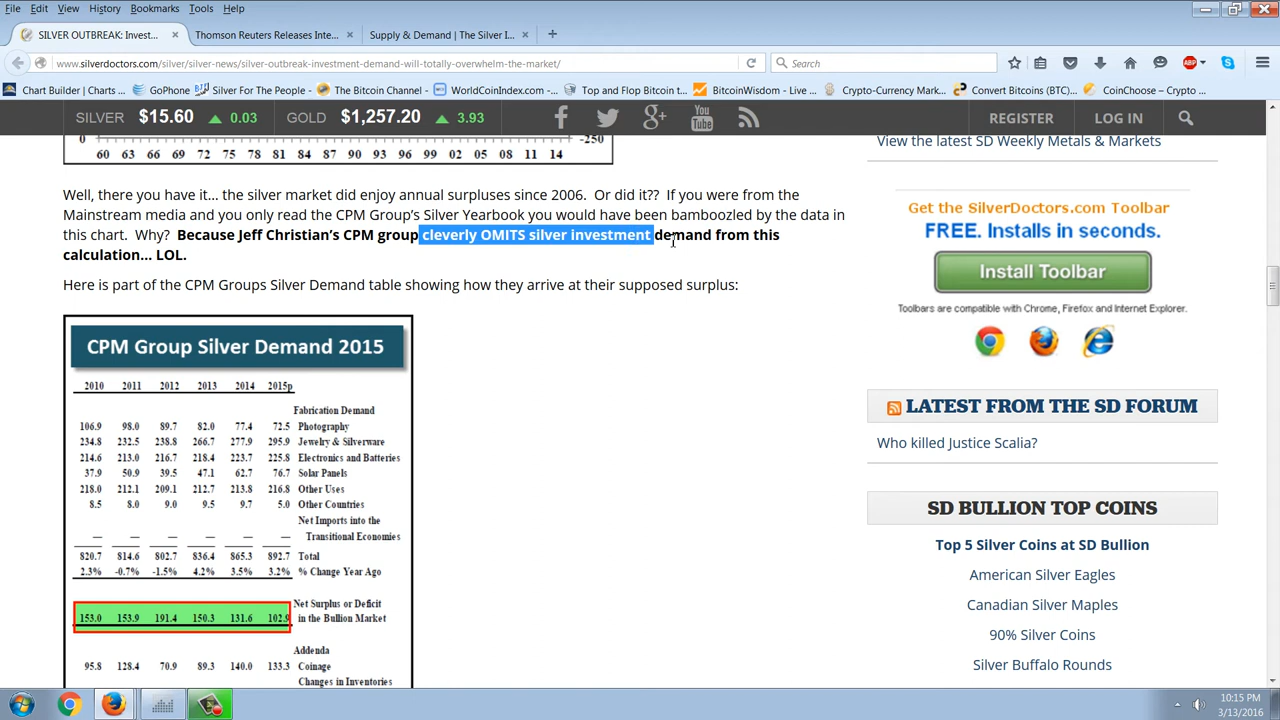 File Edit View History Bookmarks Tools Help
SILVER OUTBREAK: Invest... × Thomson Reuters Releases Inte... × Supply & Demand | The Silver I... × +
www.silverdoctors.com/silver/silver-news/silver-outbreak-investment-demand-will-totally-overwhelm-the-market/ Search ABP
Chart Builder | Charts ... GoPhone Silver For The People - The Bitcoin Channel - WorldCoinIndex.com -... Top and Flop Bitcoin t... BitcoinWisdom - Live ... Crypto-Currency Mark... Convert Bitcoins (BTC)... CoinChoose – Crypto ...
SILVER $15.60 0.03 GOLD $1,257.20 3.93 You Tube REGISTER LOG IN
0 -250
60 63 66 69 72 75 78 81 84 87 90 93 96 99 02 05 08 11 14
Well, there you have it... the silver market did enjoy annual surpluses since 2006. Or did it?? If you were from the
Mainstream media and you only read the CPM Group's Silver Yearbook you would have been bamboozled by the data in
this chart. Why? Because Jeff Christian's CPM group cleverly OMITS silver investment demand from this
calculation... LOL.
Here is part of the CPM Groups Silver Demand table showing how they arrive at their supposed surplus:
CPM Group Silver Demand 2015
2010 2011 2012 2013 2014 2015p
Fabrication Demand
106.9 98.0 89.7 82.0 77.4 72.5 Photography
234.8 232.5 238.8 266.7 277.9 295.9 Jewelry & Silverware
214.6 213.0 216.7 218.4 223.7 225.8 Electronics and Batteries
37.9 50.9 39.5 47.1 62.7 76.7 Solar Panels
218.0 212.1 209.1 212.7 213.8 216.8 Other Uses
8.5 8.0 9.0 9.5 9.7 5.0 Other Countries
Net Imports into the
— — — — — — Transitional Economies
820.7 814.6 802.7 836.4 865.3 892.7 Total
2.3% -0.7% -1.5% 4.2% 3.5% 3.2% % Change Year Ago
Net Surplus or Deficit
153.0 153.9 191.4 150.3 131.6 102.9 in the Bullion Market
Addenda
95.8 128.4 70.9 89.3 140.0 133.3 Coinage
Changes in Inventories
View the latest SD Weekly Metals & Markets
Get the SilverDoctors.com Toolbar
FREE. Installs in seconds.
Install Toolbar
Toolbars are compatible with Chrome, Firefox and Internet Explorer.
LATEST FROM THE SD FORUM
Who killed Justice Scalia?
SD BULLION TOP COINS
Top 5 Silver Coins at SD Bullion
American Silver Eagles
Canadian Silver Maples
90% Silver Coins
Silver Buffalo Rounds
10:15 PM
3/13/2016